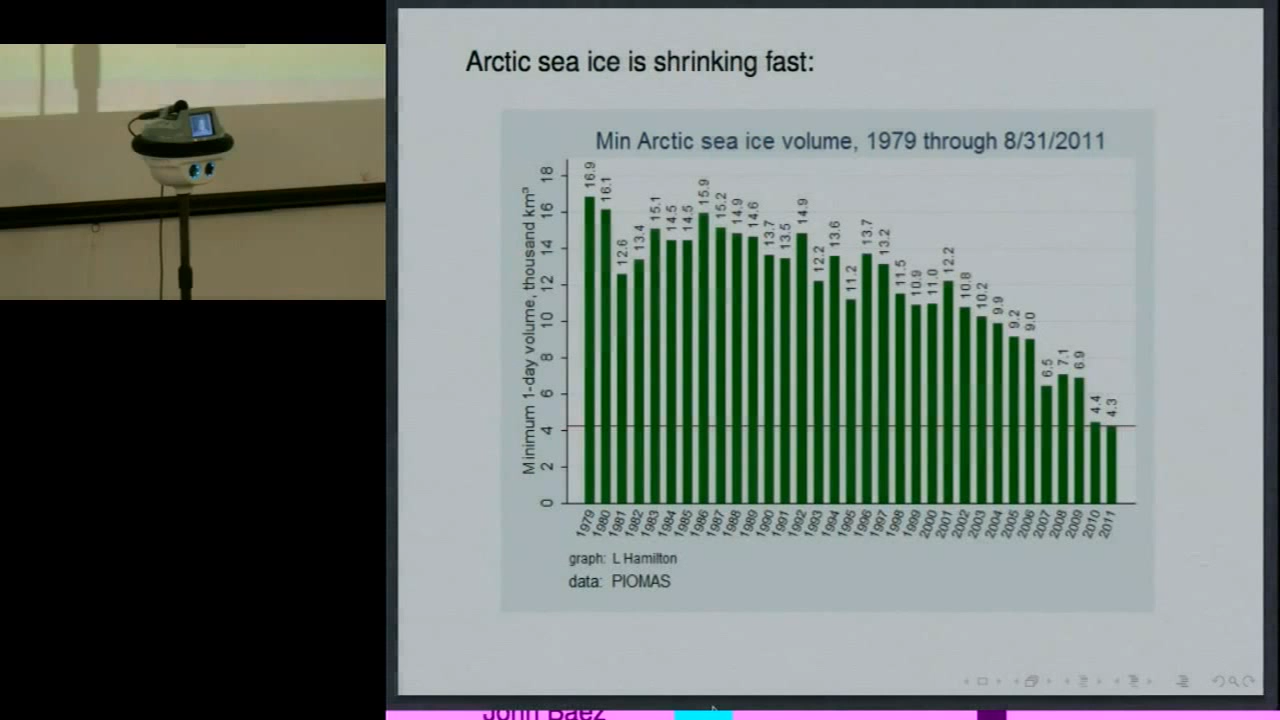 Arctic sea ice is shrinking fast:
Min Arctic sea ice volume, 1979 through 8/31/2011
Minimum 1-day volume, thousand km³
18
16
14
12
10
8
6
4
2
0
16.9 16.1 12.6 13.4 15.1 14.5 14.5 15.9 15.2 14.9 14.6 13.7 13.5 14.9 12.2 13.6 11.2 13.7 13.2 11.5 10.9 11.0 12.2 10.8 10.2 9.9 9.2 9.0 6.5 7.1 6.9 4.4 4.3
1979 1980 1981 1982 1983 1984 1985 1986 1987 1988 1989 1990 1991 1992 1993 1994 1995 1996 1997 1998 1999 2000 2001 2002 2003 2004 2005 2006 2007 2008 2009 2010 2011
graph: L Hamilton
data: PIOMAS
John Baez